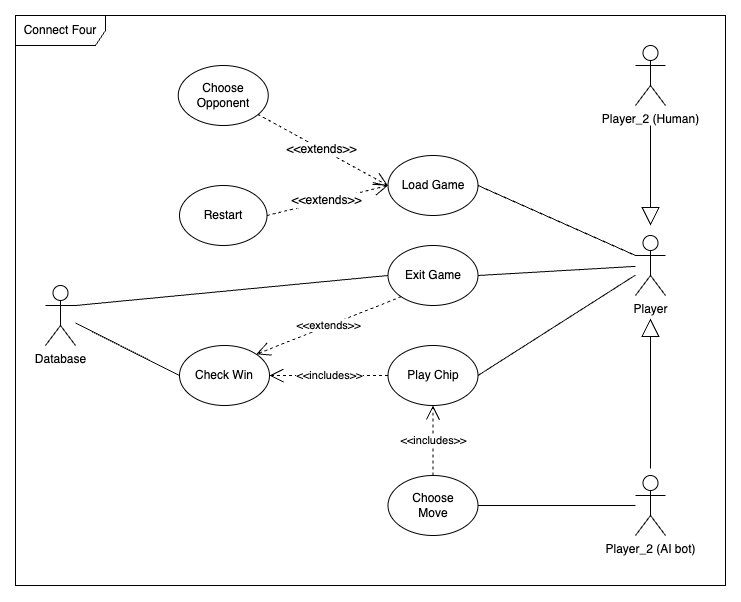 Connect Four
Choose
Opponent
Player_2 (Human)
<<extends>>
Load Game
<<extends>>
Restart
Exit Game
Player
<<extends>>
Database
Check Win
<<includes>>
Play Chip
<<includes>>
Choose
Move
Player_2 (AI bot)